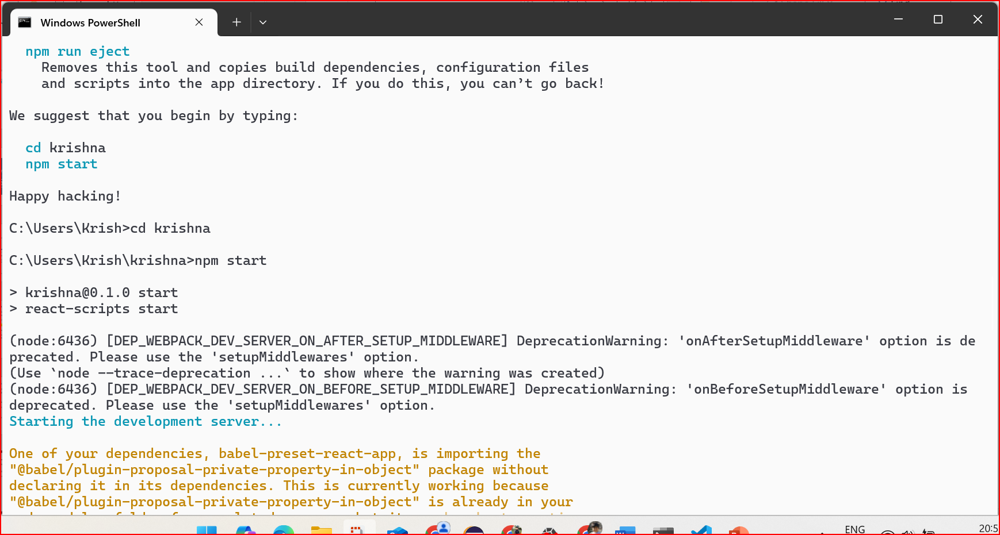 Windows PowerShell
npm run eject
Removes this tool and copies build dependencies, configuration files
and scripts into the app directory. If you do this, you can’t go back!
We suggest that you begin by typing:
cd krishna
npm start
Happy hacking!
C:\Users\Krish>cd krishna
C:\Users\Krish\krishna>npm start
> krishna@0.1.0 start
> react-scripts start
(node:6436) [DEP_WEBPACK_DEV_SERVER_ON_AFTER_SETUP_MIDDLEWARE] DeprecationWarning: 'onAfterSetupMiddleware' option is de
precated. Please use the 'setupMiddlewares' option.
(Use `node --trace-deprecation ...` to show where the warning was created)
(node:6436) [DEP_WEBPACK_DEV_SERVER_ON_BEFORE_SETUP_MIDDLEWARE] DeprecationWarning: 'onBeforeSetupMiddleware' option is
deprecated. Please use the 'setupMiddlewares' option.
Starting the development server...
One of your dependencies, babel-preset-react-app, is importing the
"@babel/plugin-proposal-private-property-in-object" package without
declaring it in its dependencies. This is currently working because
"@babel/plugin-proposal-private-property-in-object" is already in your
ENG
20:5